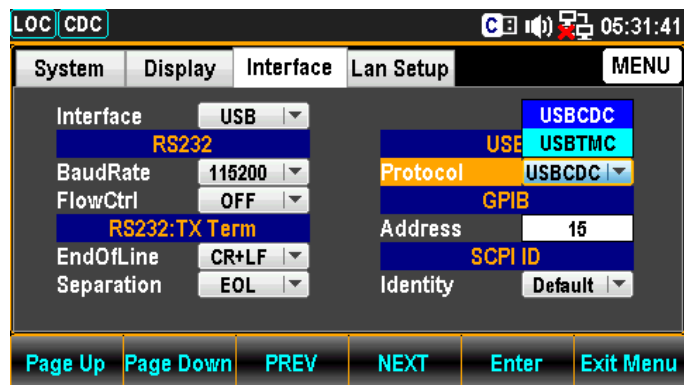 LOC CDC C 05:31:41
System Display Interface Lan Setup MENU
Interface USB USBCDC
RS232 USB USBTMC
BaudRate 115200 Protocol USBCDC
FlowCtrl OFF GPIB
RS232:TX Term Address 15
EndOfLine CR+LF SCPI ID
Separation EOL Identity Default
Page Up Page Down PREV NEXT Enter Exit Menu